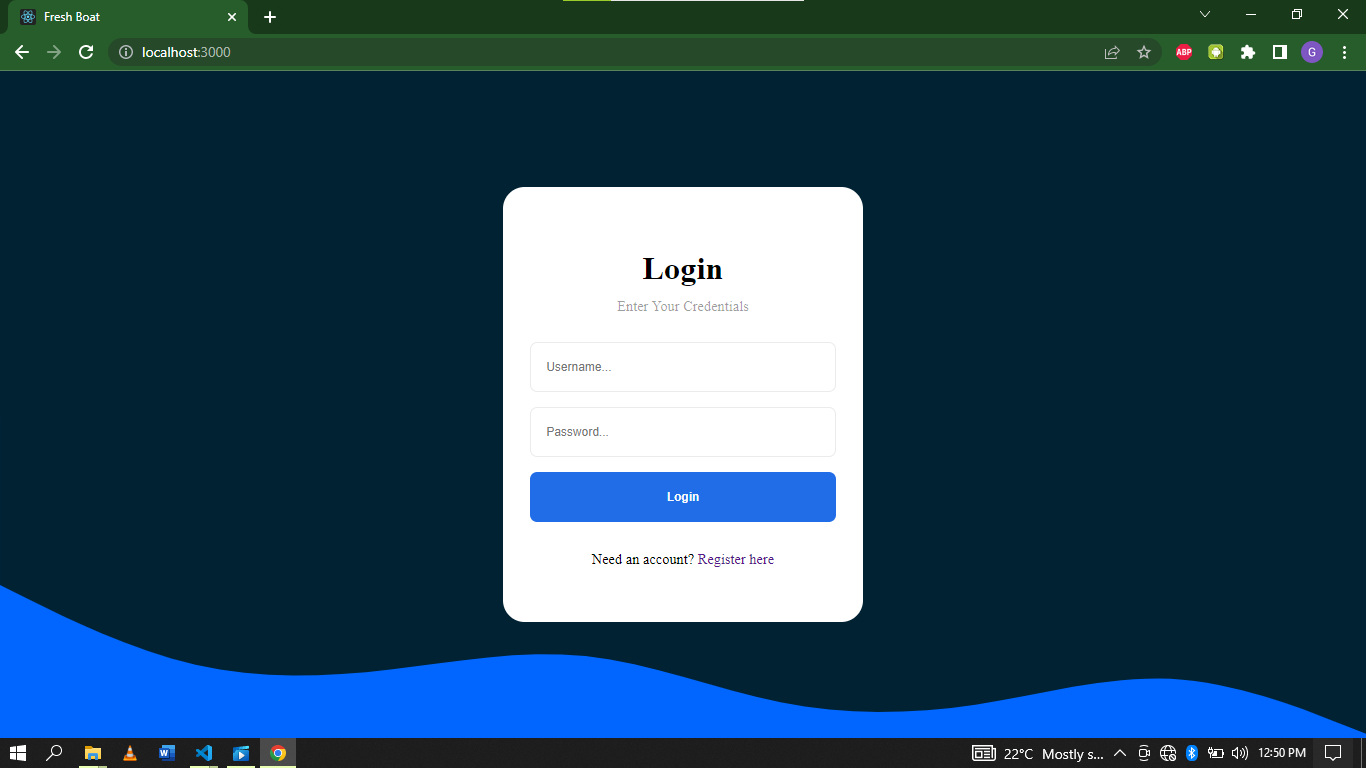 Fresh Boat
localhost:3000
ABP
G
Login
Enter Your Credentials
Username...
Password...
Login
Need an account? Register here
W
22°C Mostly s...
12:50 PM